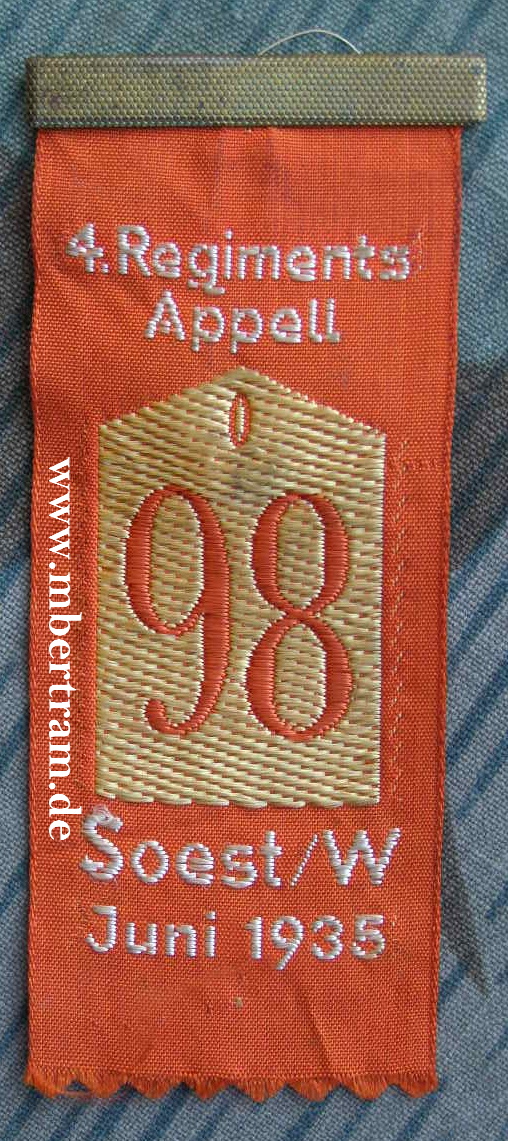 4. Regiments
Appell
98
Soest/W
Juni 1935
www.mbertram.de